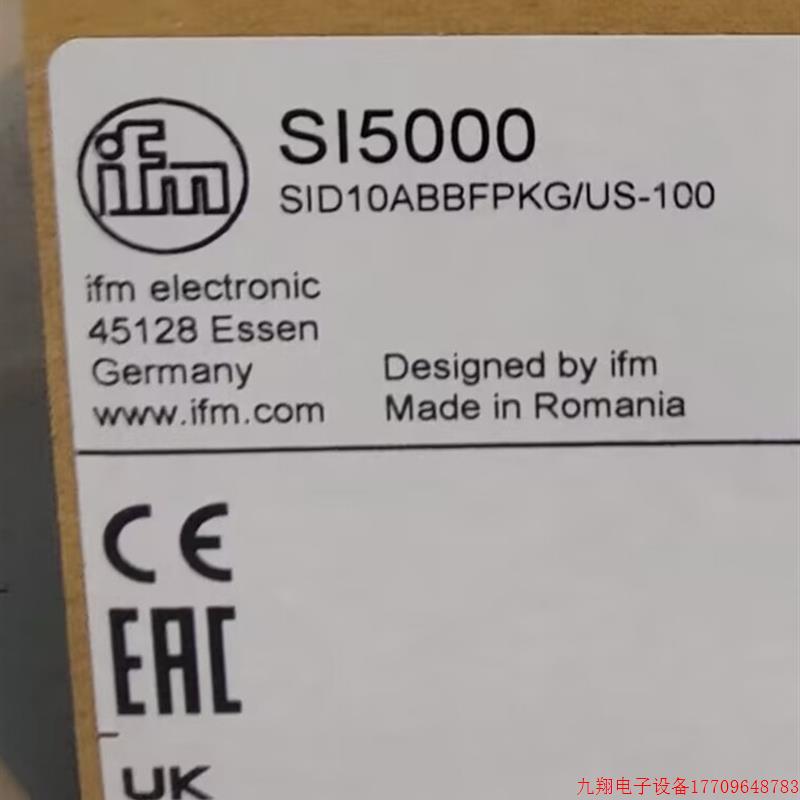 ifm
SI5000
SID10ABBFPKG/US-100
ifm electronic
45128 Essen
Germany
www.ifm.com
Designed by ifm
Made in Romania
CE
EAC
UK
九翔电子设备17709648783